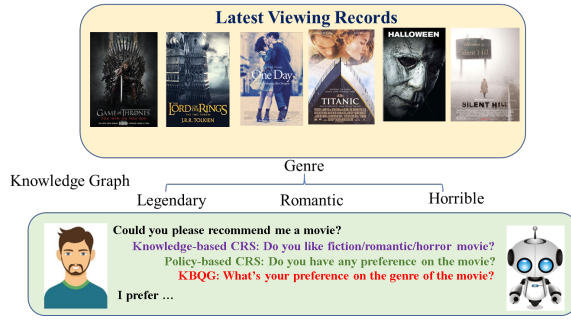 Latest Viewing Records
GAME OF THRONES
THE LORD OF THE RINGS
J.R.R. TOLKIEN
One Day
TITANIC
HALLOWEEN
silent Hill
SILENT HILL
Genre
Knowledge Graph
Legendary
Romantic
Horrible
Could you please recommend me a movie?
Knowledge-based CRS: Do you like fiction/romantic/horror movie?
Policy-based CRS: Do you have any preference on the movie?
KBQG: What's your preference on the genre of the movie?
I prefer …